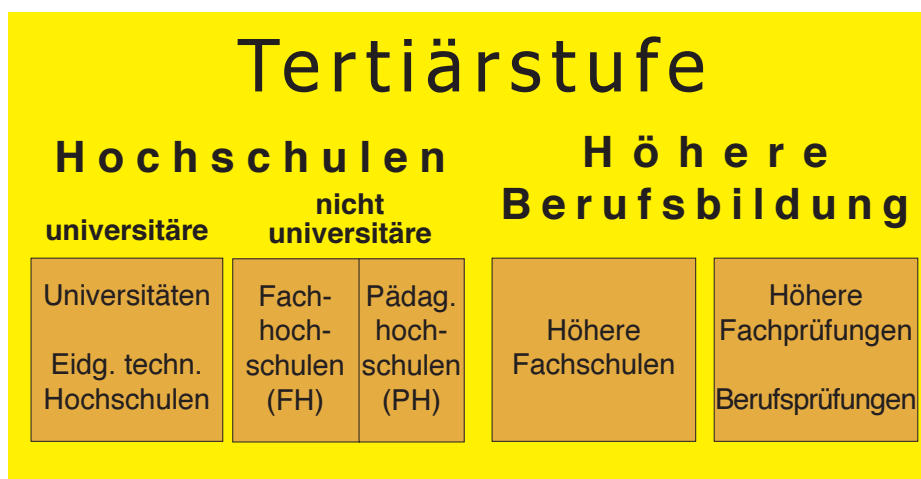 Tertiärstufe
Hochschulen
universitäre
nicht
universitäre
Universitäten
Eidg. techn.
Hochschulen
Fach-
hoch-
schulen
(FH)
Pädag.
hoch-
schulen
(PH)
Höhere
Berufsbildung
Höhere
Fachschulen
Höhere
Fachprüfungen
Berufsprüfungen